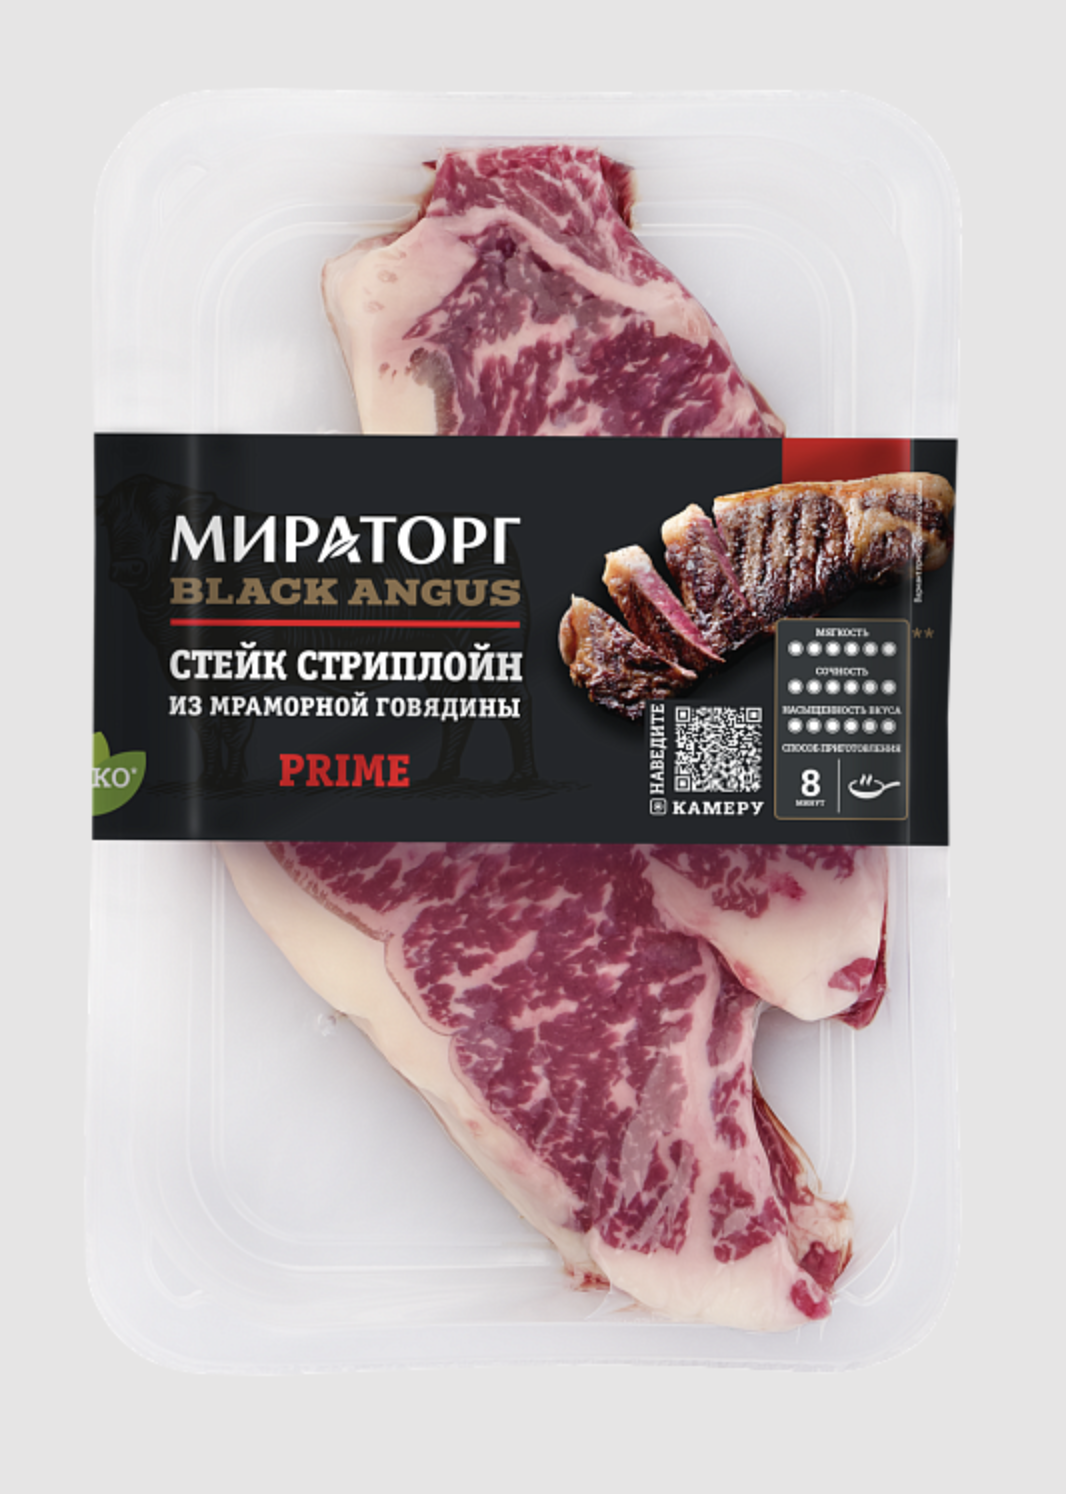 МИРАТОРГ
BLACK ANGUS
СТЕЙК СТРИПЛОЙН
ИЗ МРАМОРНОЙ ГОВЯДИНЫ
PRIME
КО®
НАВЕДИТЕ
КАМЕРУ
**
МЯГКОСТЬ
СОЧНОСТЬ
НАСЫЩЕННОСТЬ ВКУСА
СПОСОБ ПРИГОТОВЛЕНИЯ
8
МИНУТ